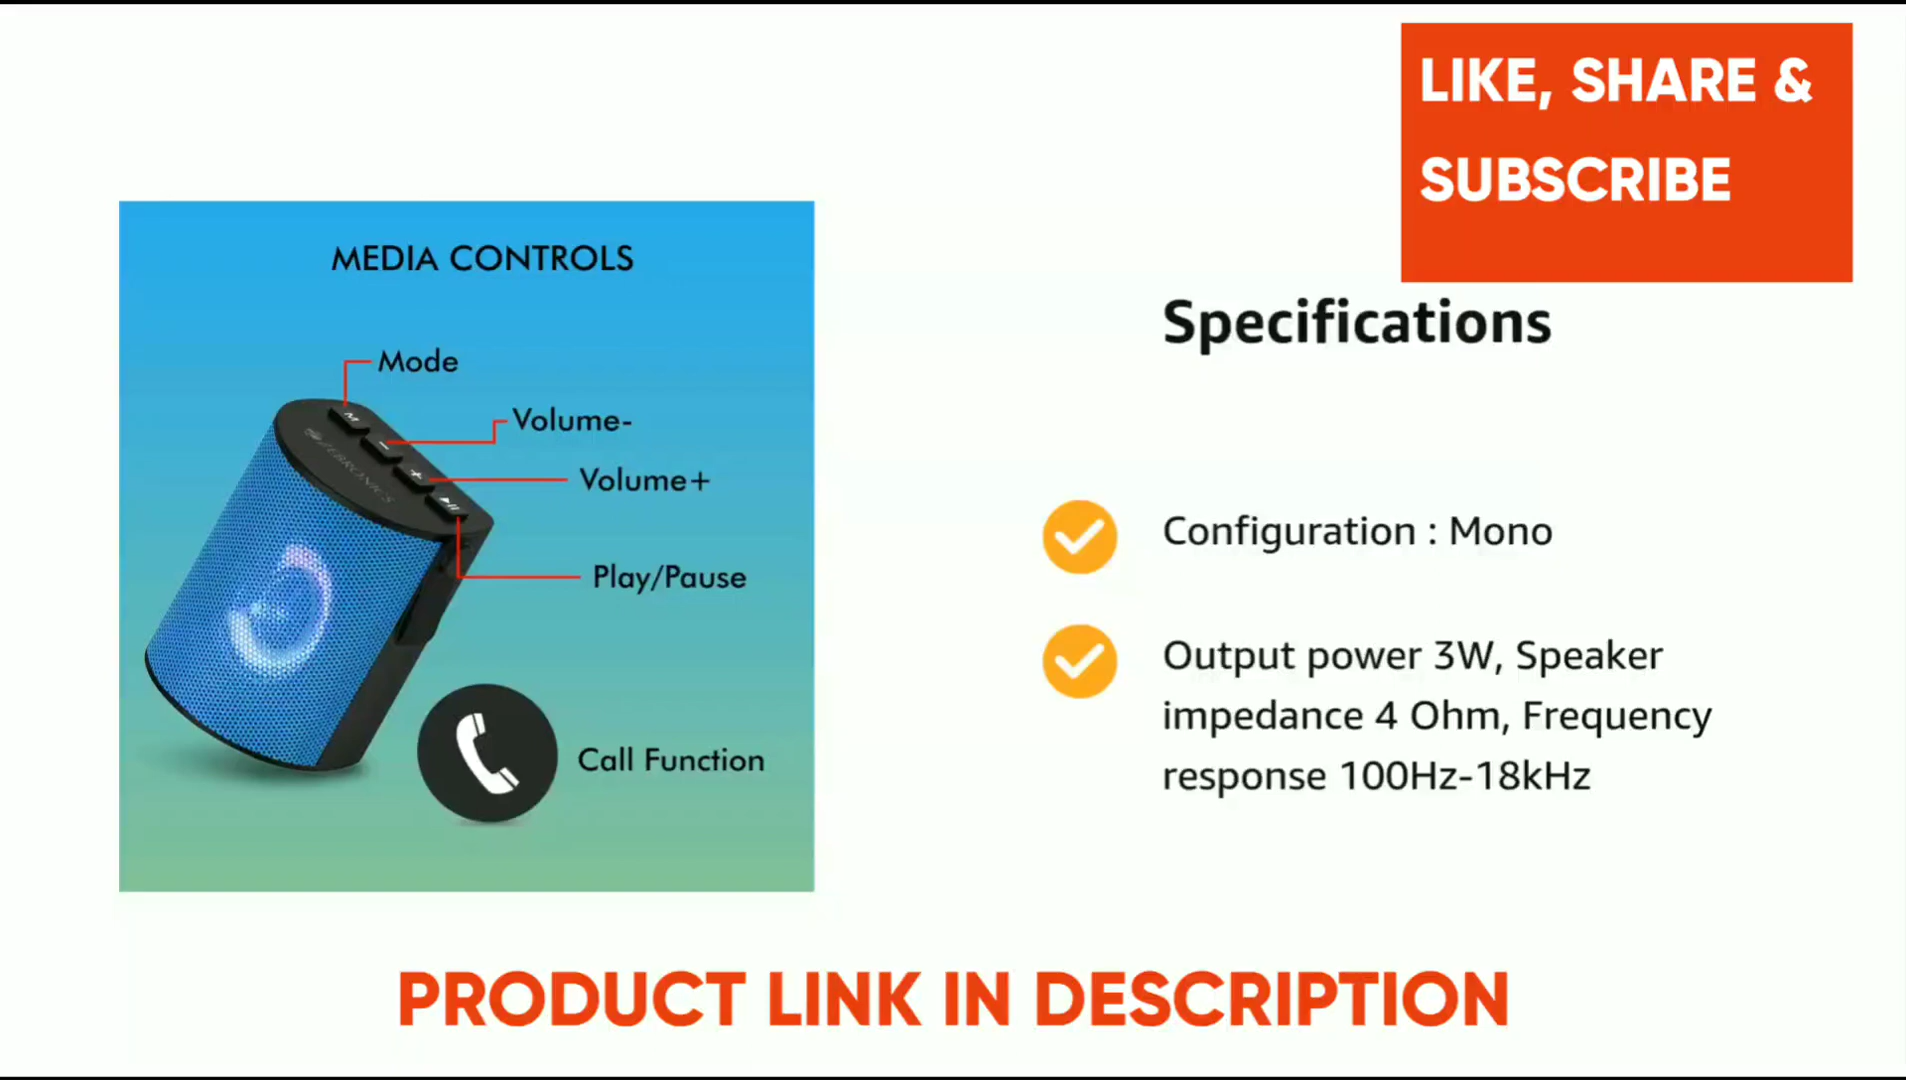 LIKE, SHARE &
SUBSCRIBE
MEDIA CONTROLS
Mode
Volume-
Volume+
Play/Pause
M
ZEBRONICS
Call Function
Specifications
Configuration : Mono
Output power 3W, Speaker
impedance 4 Ohm, Frequency
response 100Hz-18kHz
PRODUCT LINK IN DESCRIPTION